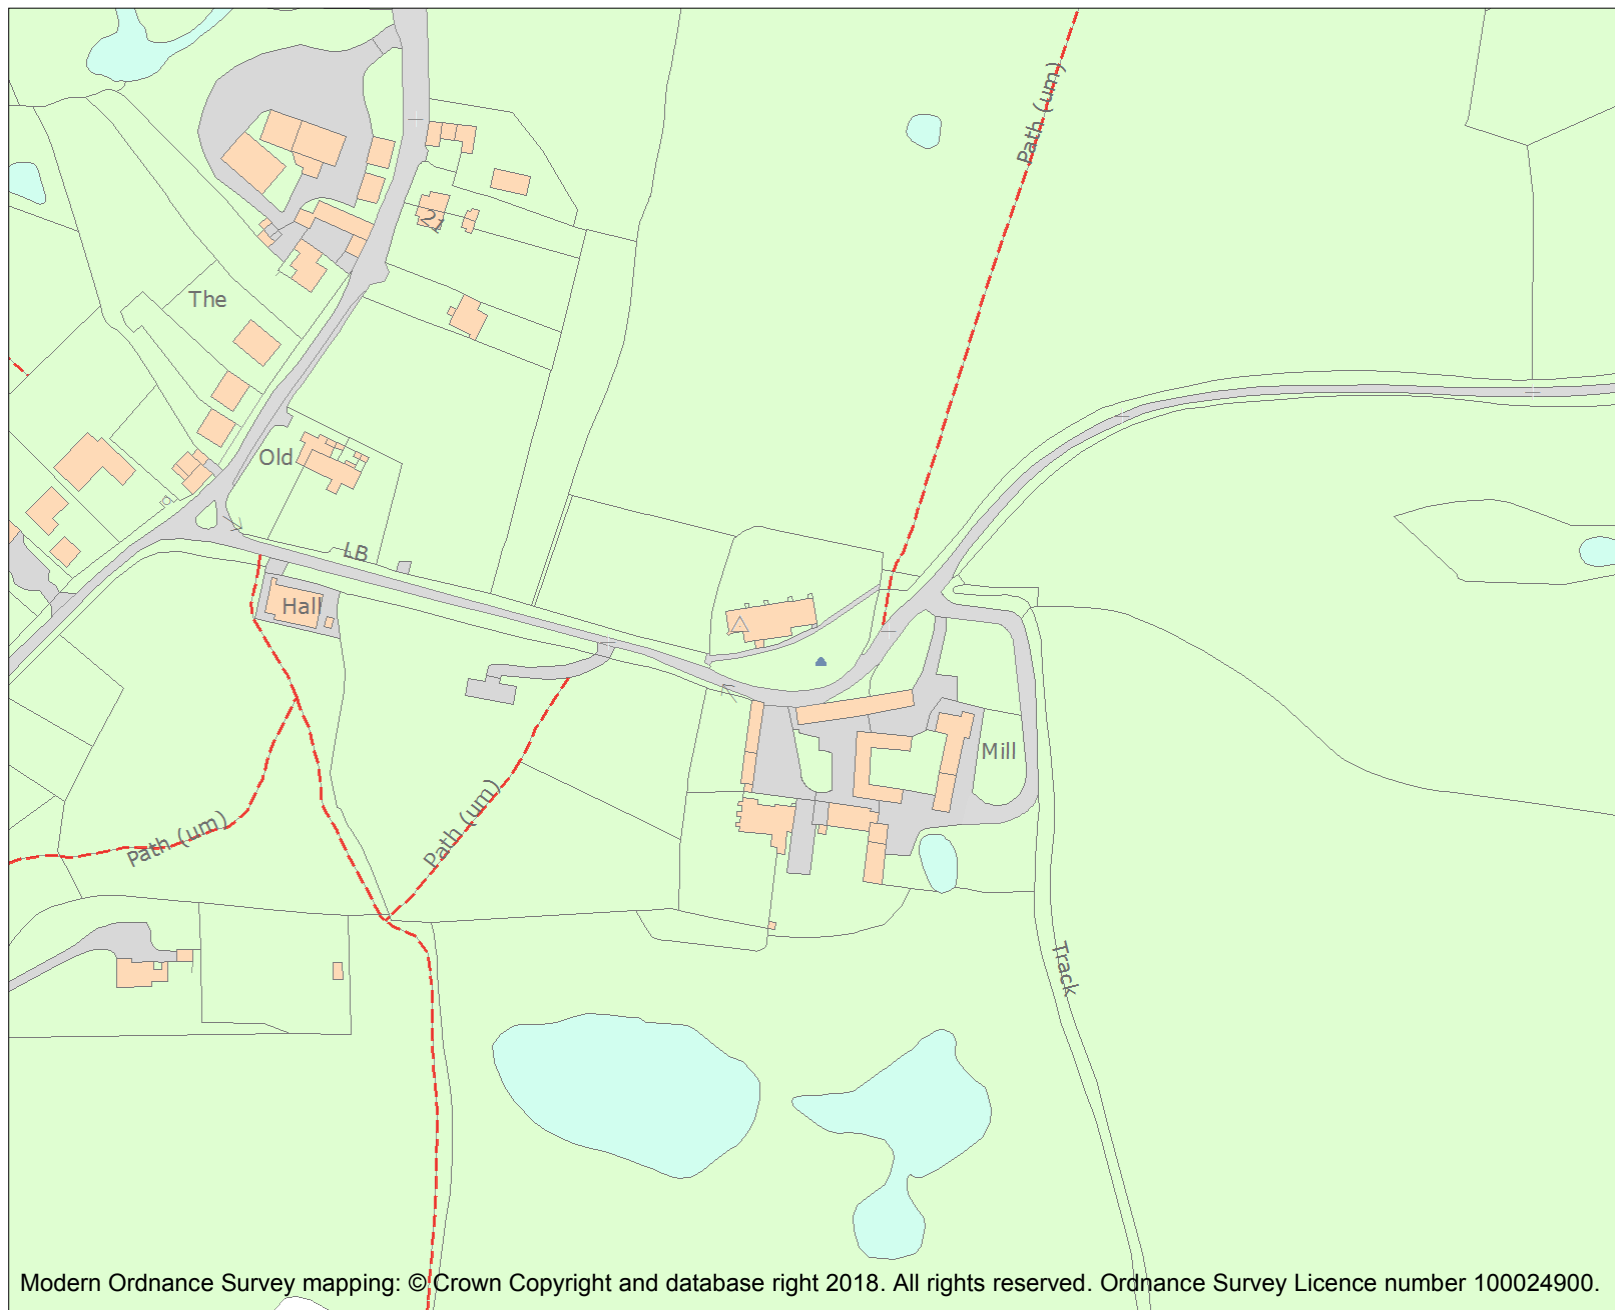 Path (um)
21
The
Old
LB
Hall
Mill
Path (um)
Path (um)
Track
Modern Ordnance Survey mapping: © Crown Copyright and database right 2018. All rights reserved. Ordnance Survey Licence number 100024900.